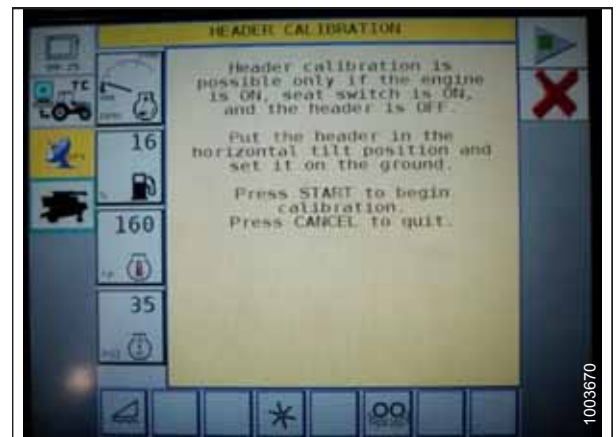 HEADER CALIBRATION
TC
Header calibration is
possible only if the engine
is ON, seat switch is ON,
and the header is OFF.
Put the header in the
horizontal tilt position and
set it on the ground.
Press START to begin
calibration.
Press CANCEL to quit.
16
160
35
1003670